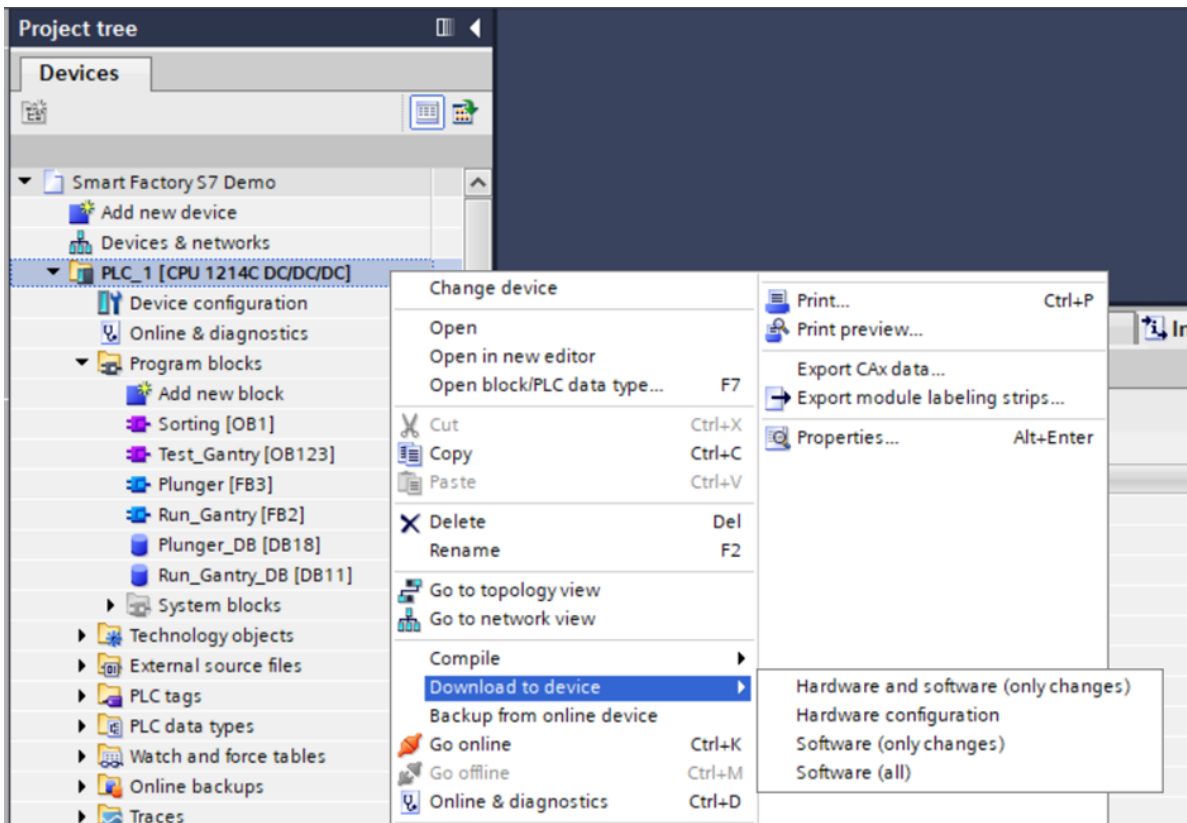 Project tree
Devices
Smart Factory S7 Demo
Add new device
Devices & networks
PLC_1 [CPU 1214C DC/DC/DC]
Device configuration
Online & diagnostics
Program blocks
Add new block
Sorting [OB1]
Test_Gantry [OB123]
Plunger [FB3]
Run_Gantry [FB2]
Plunger_DB [DB18]
Run_Gantry_DB [DB11]
System blocks
Technology objects
External source files
PLC tags
PLC data types
Watch and force tables
Online backups
Traces
Change device
Open
Open in new editor
Open block/PLC data type... F7
Cut Ctrl+X
Copy Ctrl+C
Paste Ctrl+V
Delete Del
Rename F2
Go to topology view
Go to network view
Compile
Download to device
Backup from online device
Go online Ctrl+K
Go offline Ctrl+M
Online & diagnostics Ctrl+D
Print... Ctrl+P
Print preview...
Export CAx data...
Export module labeling strips...
Properties... Alt+Enter
Hardware and software (only changes)
Hardware configuration
Software (only changes)
Software (all)